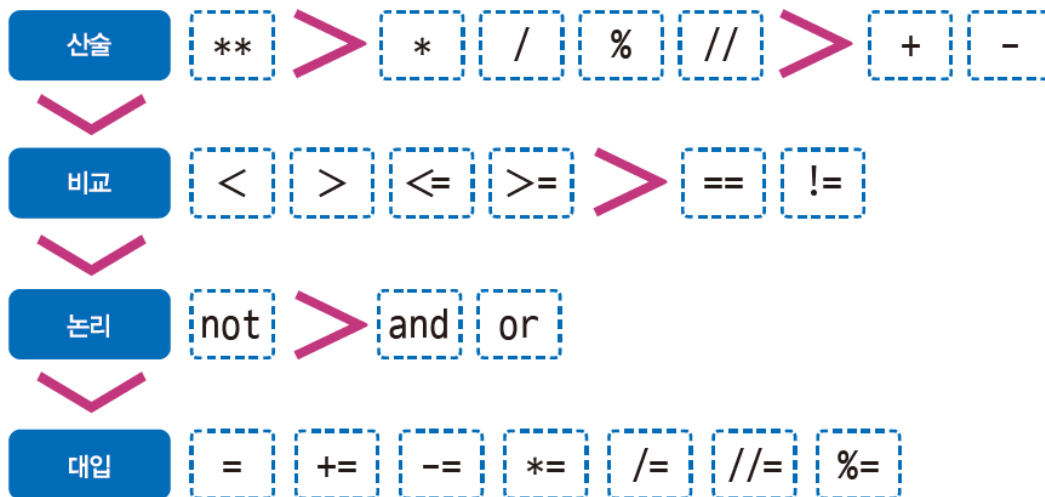 산술 ** > * / % // > + -
비교 < > <= >= > == !=
논리 not > and or
대입 = += -= *= /= //= %=